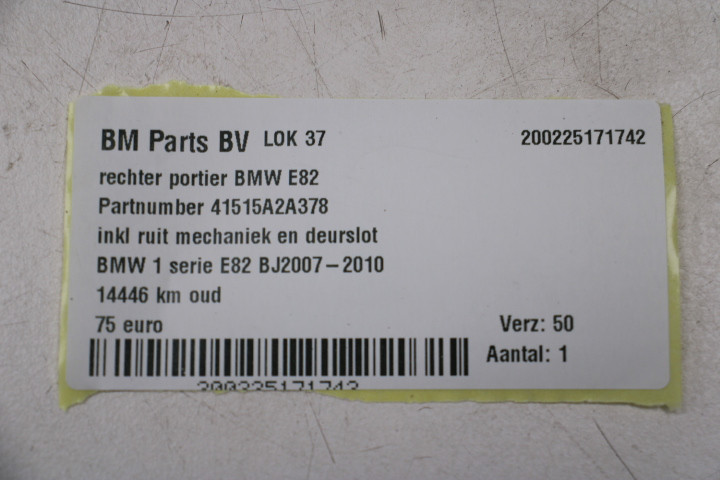 BM Parts BV LOK 37 200225171742
rechter portier BMW E82
Partnumber 41515A2A378
inkl ruit mechaniek en deurslot
BMW 1 serie E82 BJ2007-2010
14446 km oud
75 euro Verz: 50
Aantal: 1
200225171742